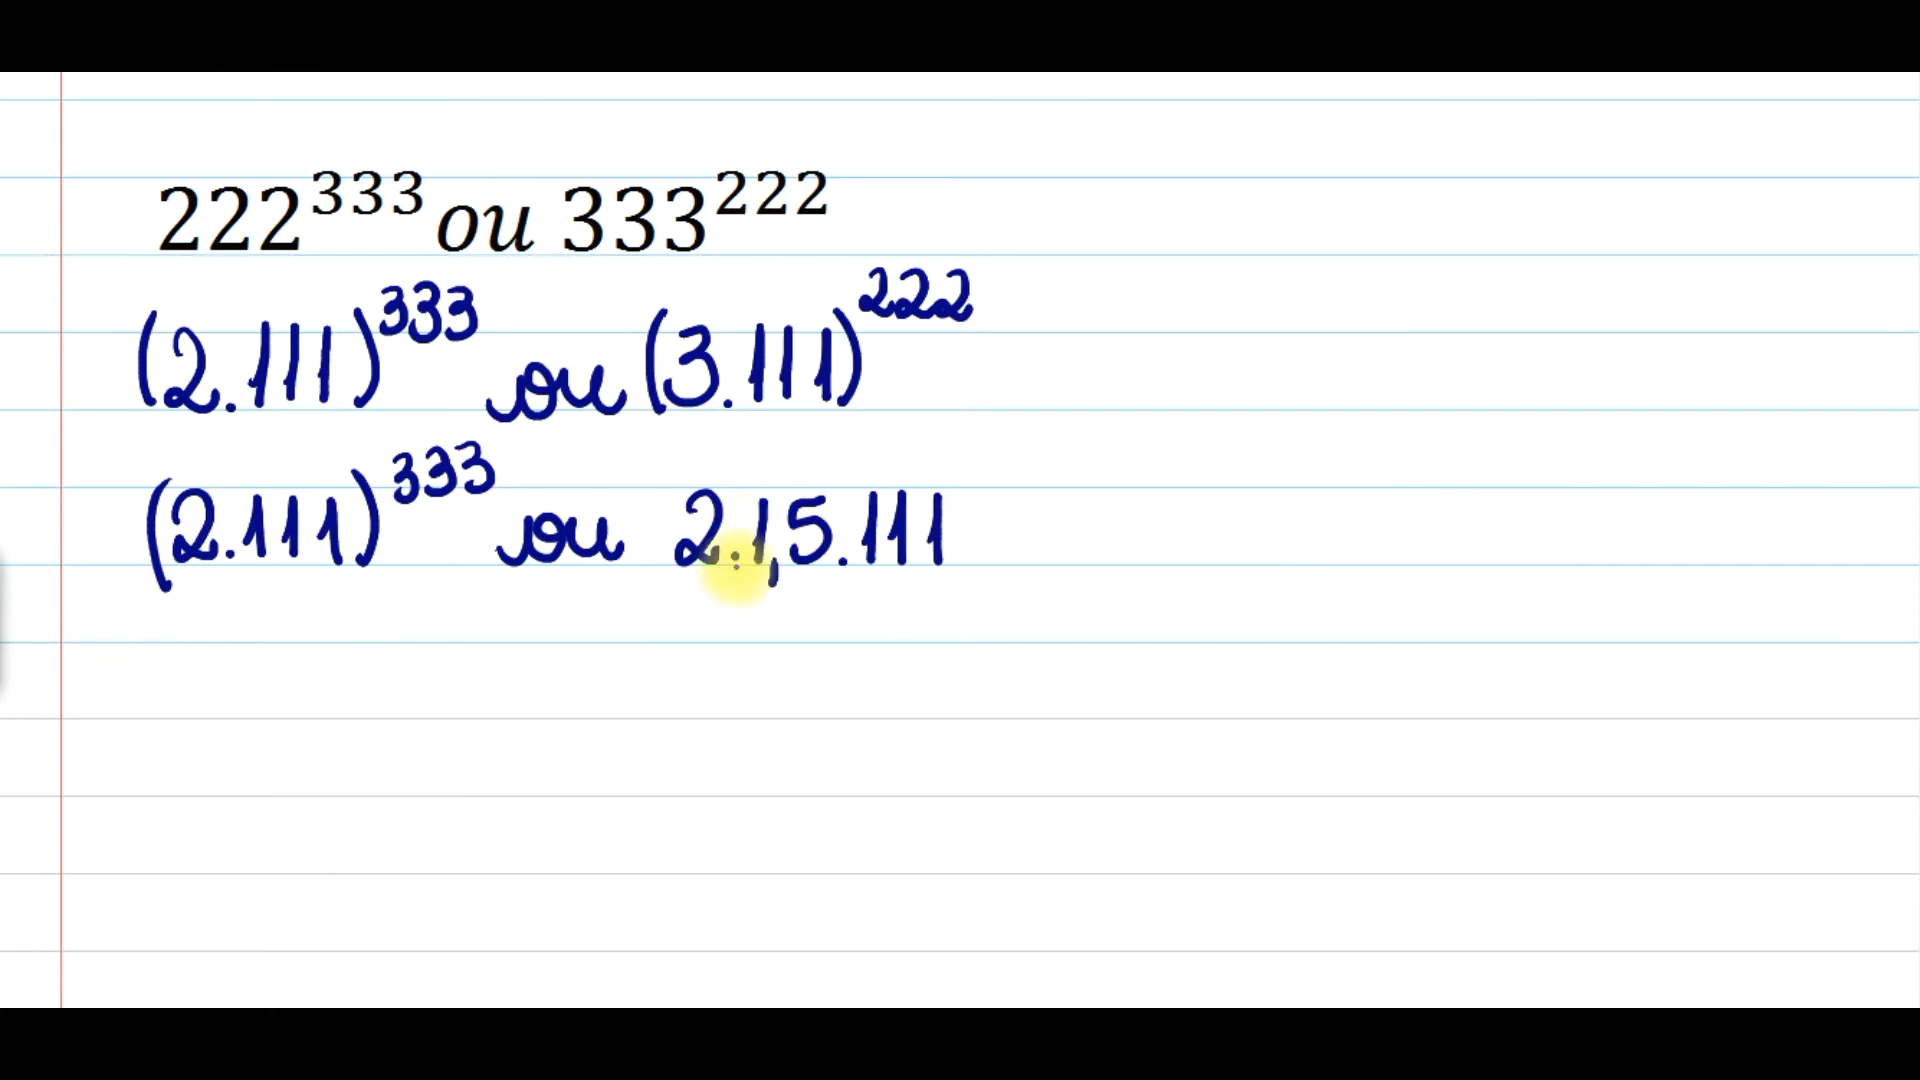 222³³³ ou 333²²²
(2.111)³³³ ou (3.111)²²²
(2.111)³³³ ou 2.1,5.111